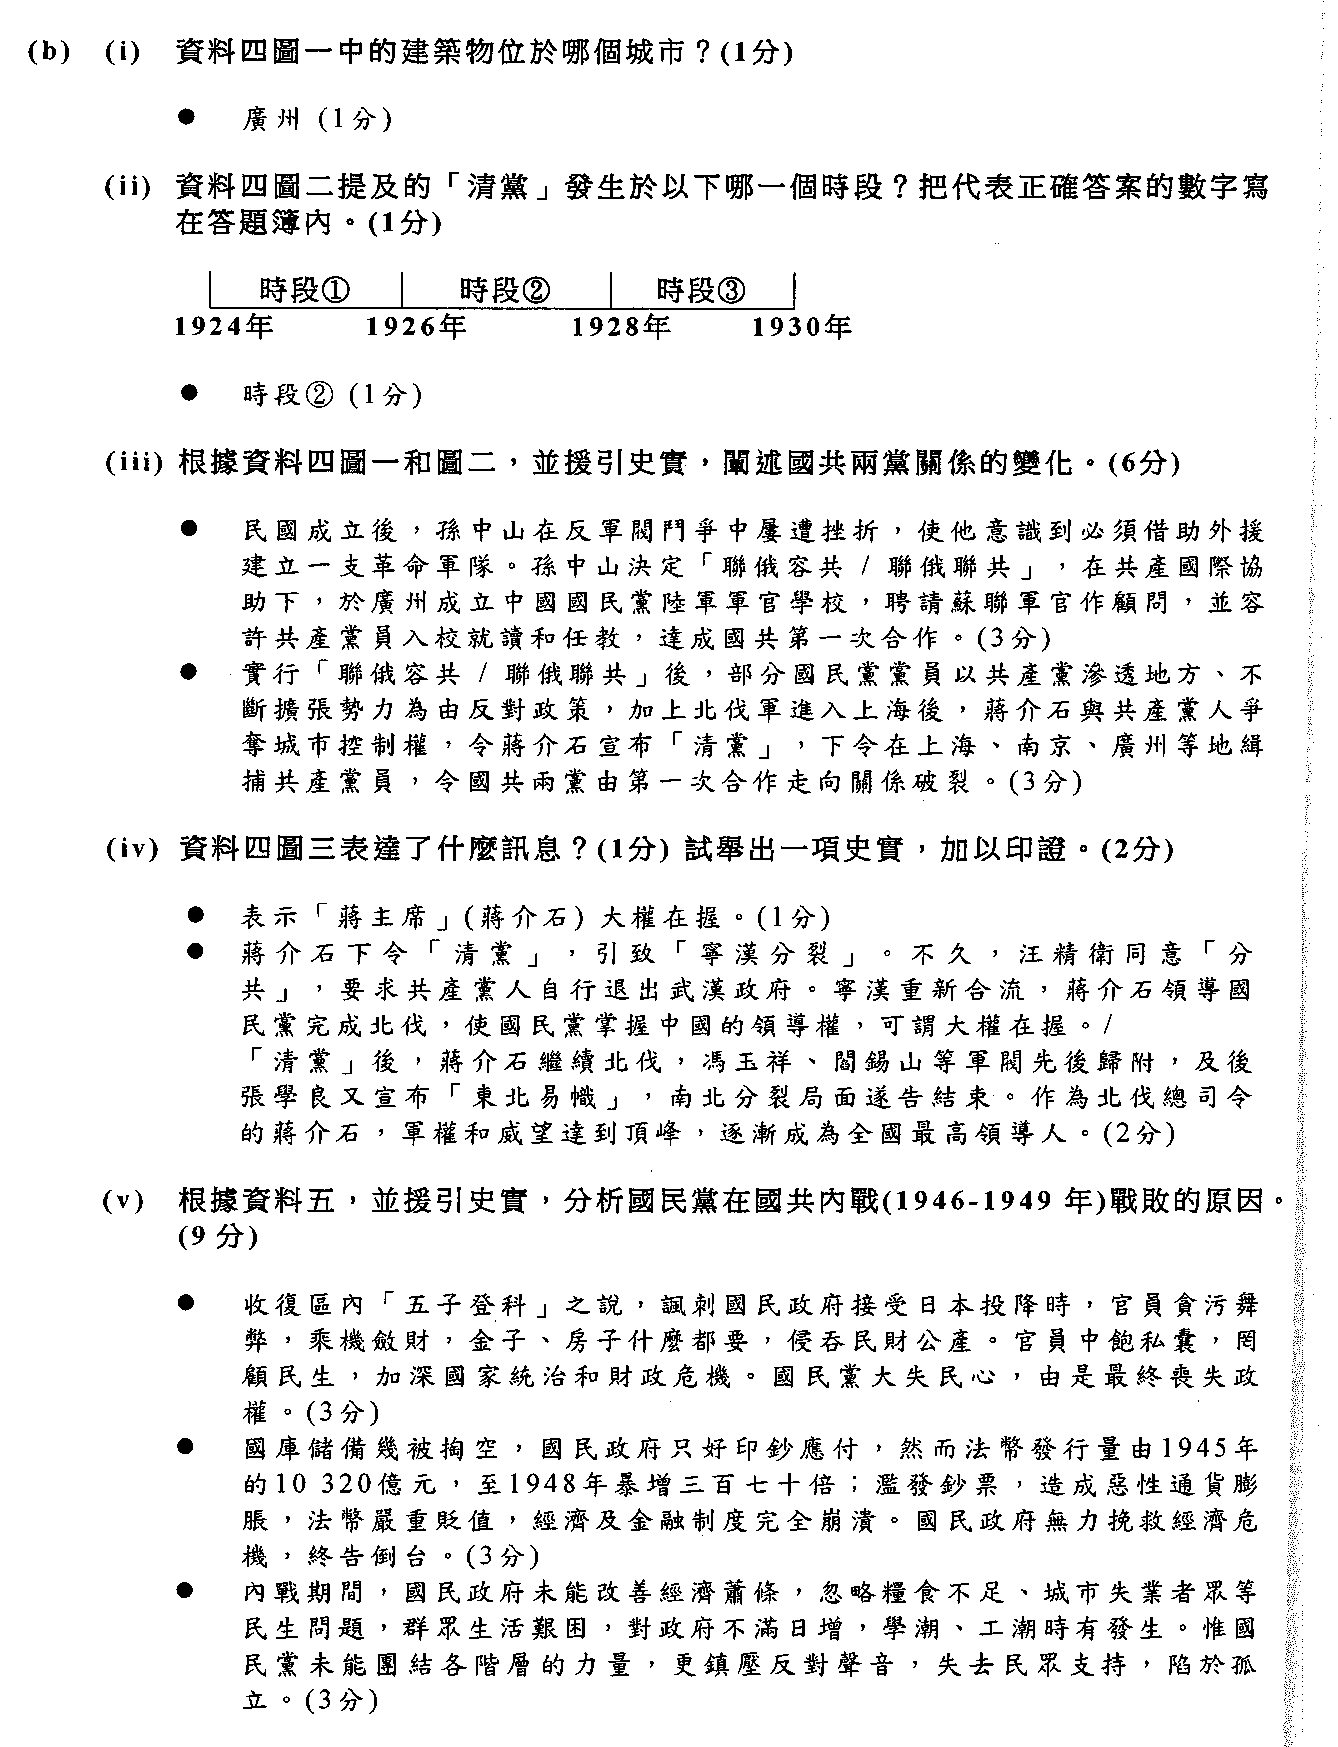 (b) (i) 資料四圖一中的建築物位於哪個城市？(1分)
● 廣州 (1分)
(ii) 資料四圖二提及的「清黨」發生於以下哪一個時段？把代表正確答案的數字寫
在答題簿內。(1分)
時段① 時段② 時段③
1924年 1926年 1928年 1930年
● 時段② (1分)
(iii) 根據資料四圖一和圖二，並援引史實，闡述國共兩黨關係的變化。(6分)
● 民國成立後，孫中山在反軍閥鬥爭中屢遭挫折，使他意識到必須借助外援
建立一支革命軍隊。孫中山決定「聯俄容共 / 聯俄聯共」，在共產國際協
助下，於廣州成立中國國民黨陸軍軍官學校，聘請蘇聯軍官作顧問，並容
許共產黨員入校就讀和任教，達成國共第一次合作。(3分)
● 實行「聯俄容共 / 聯俄聯共」後，部分國民黨黨員以共產黨滲透地方、不
斷擴張勢力為由反對政策，加上北伐軍進入上海後，蔣介石與共產黨人爭
奪城市控制權，令蔣介石宣布「清黨」，下令在上海、南京、廣州等地緝
捕共產黨員，令國共兩黨由第一次合作走向關係破裂。(3分)
(iv) 資料四圖三表達了什麼訊息？(1分) 試舉出一項史實，加以印證。(2分)
● 表示「蔣主席」(蔣介石) 大權在握。(1分)
● 蔣介石下令「清黨」，引致「寧漢分裂」。不久，汪精衛同意「分
共」，要求共產黨人自行退出武漢政府。寧漢重新合流，蔣介石領導國
民黨完成北伐，使國民黨掌握中國的領導權，可謂大權在握。/
「清黨」後，蔣介石繼續北伐，馮玉祥、閻錫山等軍閥先後歸附，及後
張學良又宣布「東北易幟」，南北分裂局面遂告結束。作為北伐總司令
的蔣介石，軍權和威望達到頂峰，逐漸成為全國最高領導人。(2分)
(v) 根據資料五，並援引史實，分析國民黨在國共內戰(1946-1949 年)戰敗的原因。
(9 分)
● 收復區內「五子登科」之說，諷刺國民政府接受日本投降時，官員貪污舞
弊，乘機斂財，金子、房子什麼都要，侵吞民財公產。官員中飽私囊，罔
顧民生，加深國家統治和財政危機。國民黨大失民心，由是最終喪失政
權。(3分)
● 國庫儲備幾被掏空，國民政府只好印鈔應付，然而法幣發行量由1945年
的10 320億元，至1948年暴增三百七十倍；濫發鈔票，造成惡性通貨膨
脹，法幣嚴重貶值，經濟及金融制度完全崩潰。國民政府無力挽救經濟危
機，終告倒台。(3分)
● 內戰期間，國民政府未能改善經濟蕭條，忽略糧食不足、城市失業者眾等
民生問題，群眾生活艱困，對政府不滿日增，學潮、工潮時有發生。惟國
民黨未能團結各階層的力量，更鎮壓反對聲音，失去民眾支持，陷於孤
立。(3分)